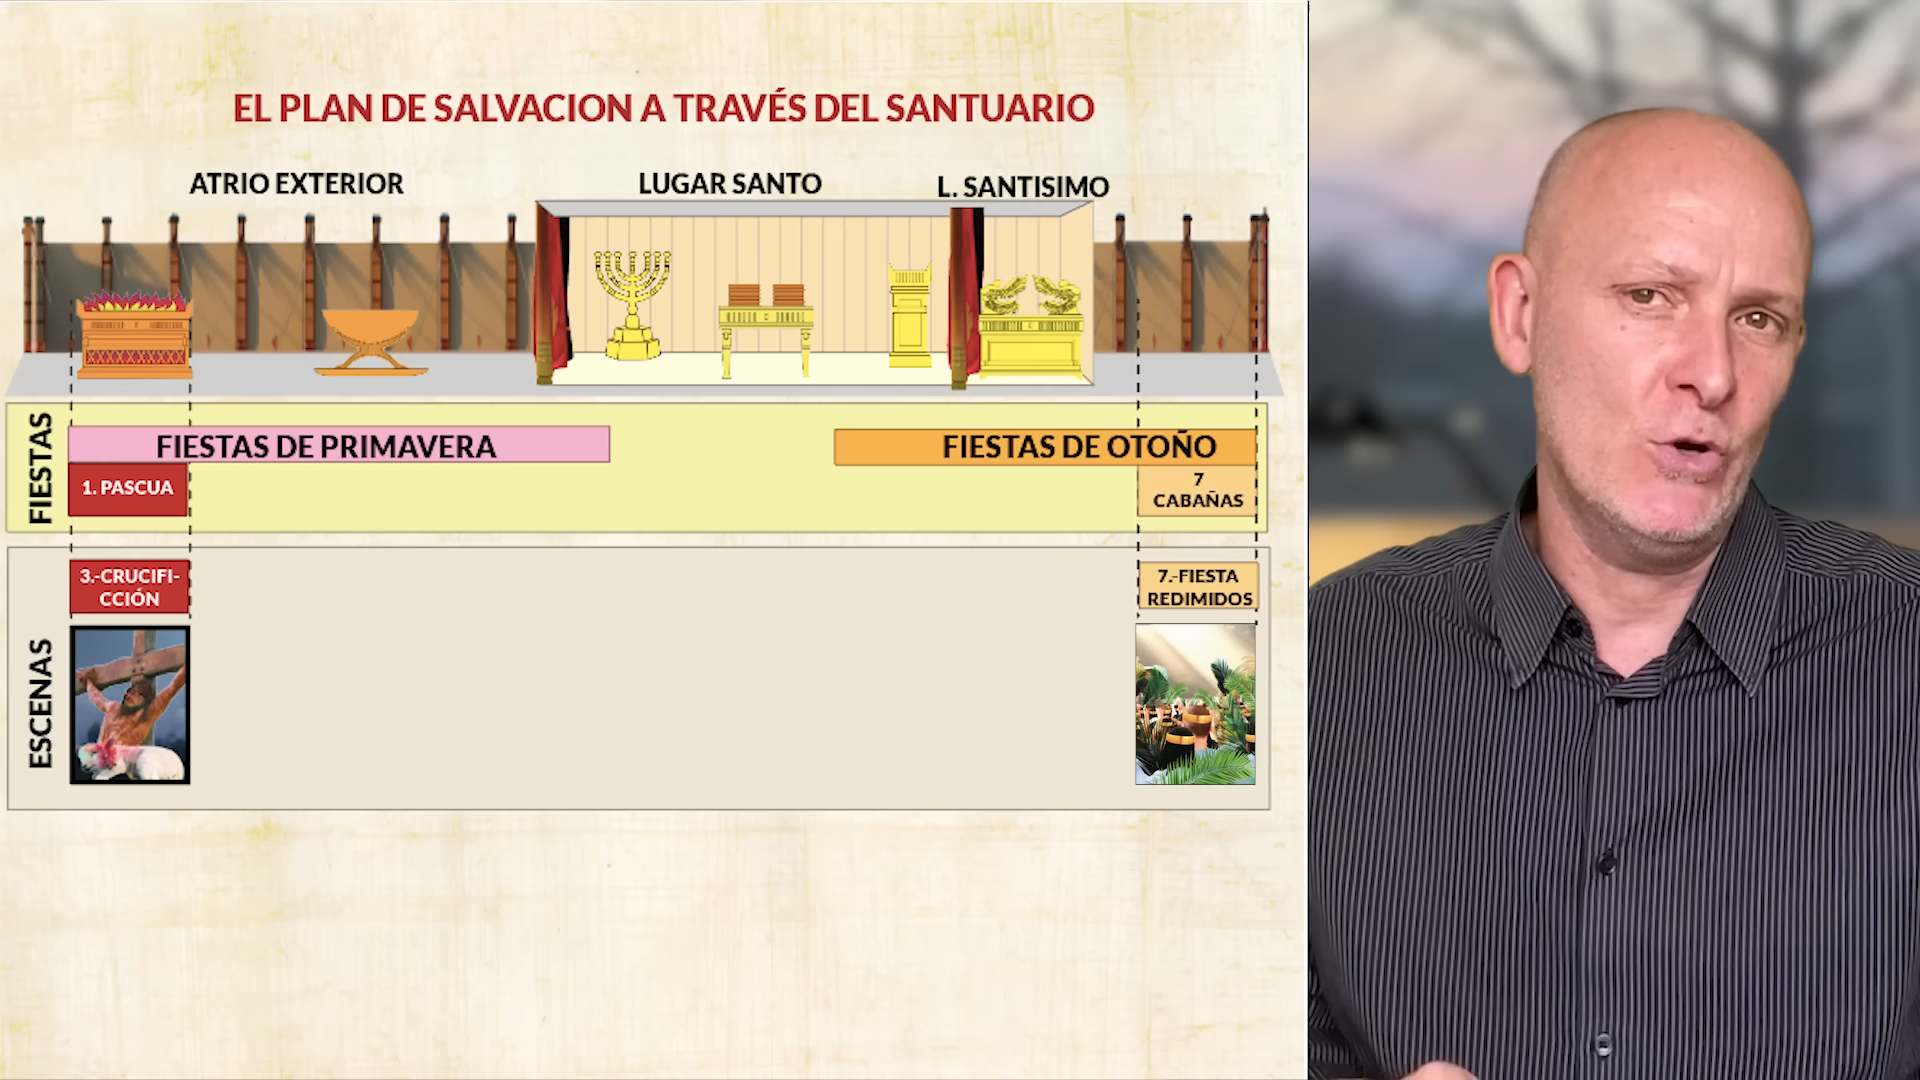 EL PLAN DE SALVACION A TRAVÉS DEL SANTUARIO
ATRIO EXTERIOR
LUGAR SANTO
L. SANTISIMO
FIESTAS
FIESTAS DE PRIMAVERA
FIESTAS DE OTOÑO
1. PASCUA
7
CABAÑAS
ESCENAS
3.-CRUCIFI-
CCIÓN
7.-FIESTA
REDIMIDOS